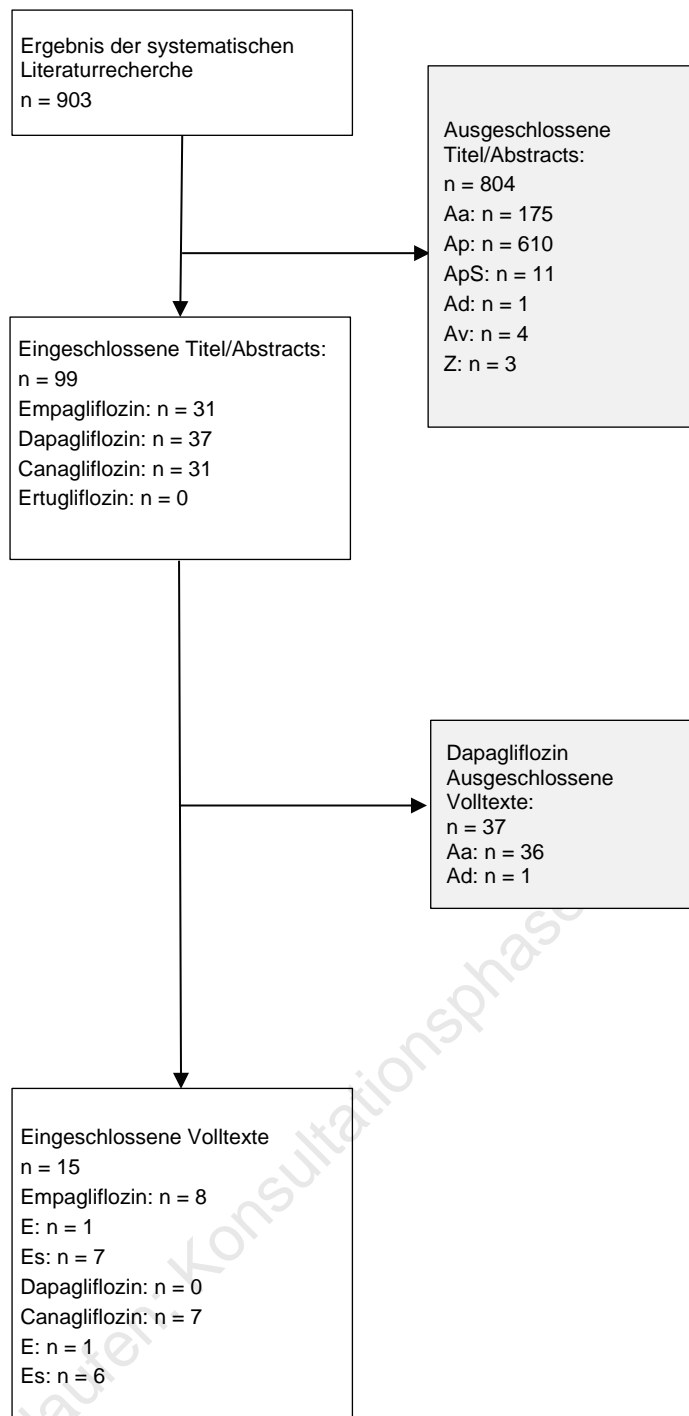 Ergebnis der systematischen
Literaturrecherche
n = 903
Ausgeschlossene
Titel/Abstracts:
n = 804
Aa: n = 175
Ap: n = 610
ApS: n = 11
Ad: n = 1
Av: n = 4
Z: n = 3
Eingeschlossene Titel/Abstracts:
n = 99
Empagliflozin: n = 31
Dapagliflozin: n = 37
Canagliflozin: n = 31
Ertugliflozin: n = 0
Dapagliflozin
Ausgeschlossene
Volltexte:
n = 37
Aa: n = 36
Ad: n = 1
Eingeschlossene Volltexte
n = 15
Empagliflozin: n = 8
E: n = 1
Es: n = 7
Dapagliflozin: n = 0
Canagliflozin: n = 7
E: n = 1
Es: n = 6
Konsultationsphase